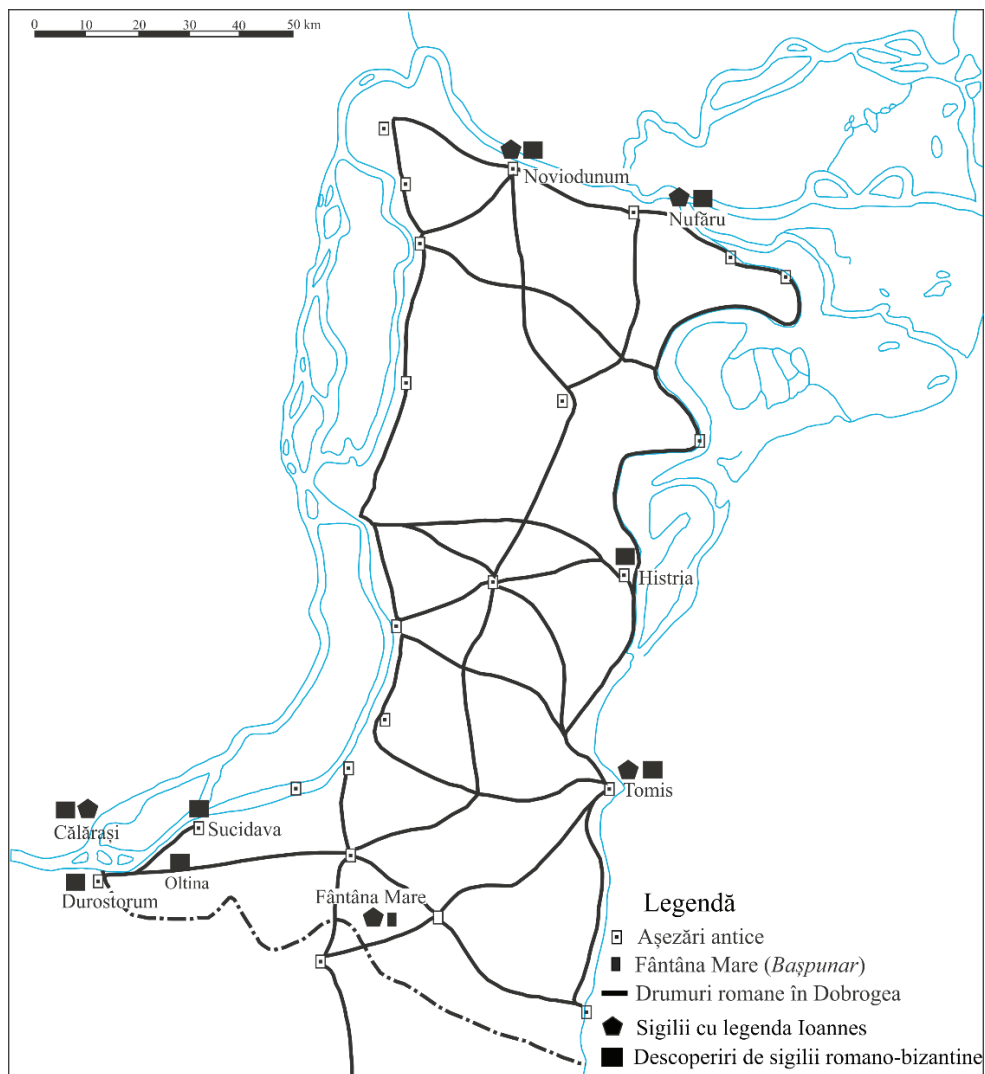 0 10 20 30 50 km
Noviodunum
Nufăru
Histria
Tomis
Călărași
Sucidava
Oltina
Durostorum
Fântâna Mare
Legendă
Așezări antice
Fântâna Mare (Bașpunar)
Drumuri romane în Dobrogea
Sigilii cu legenda Ioannes
Descoperiri de sigilii romano-bizantine